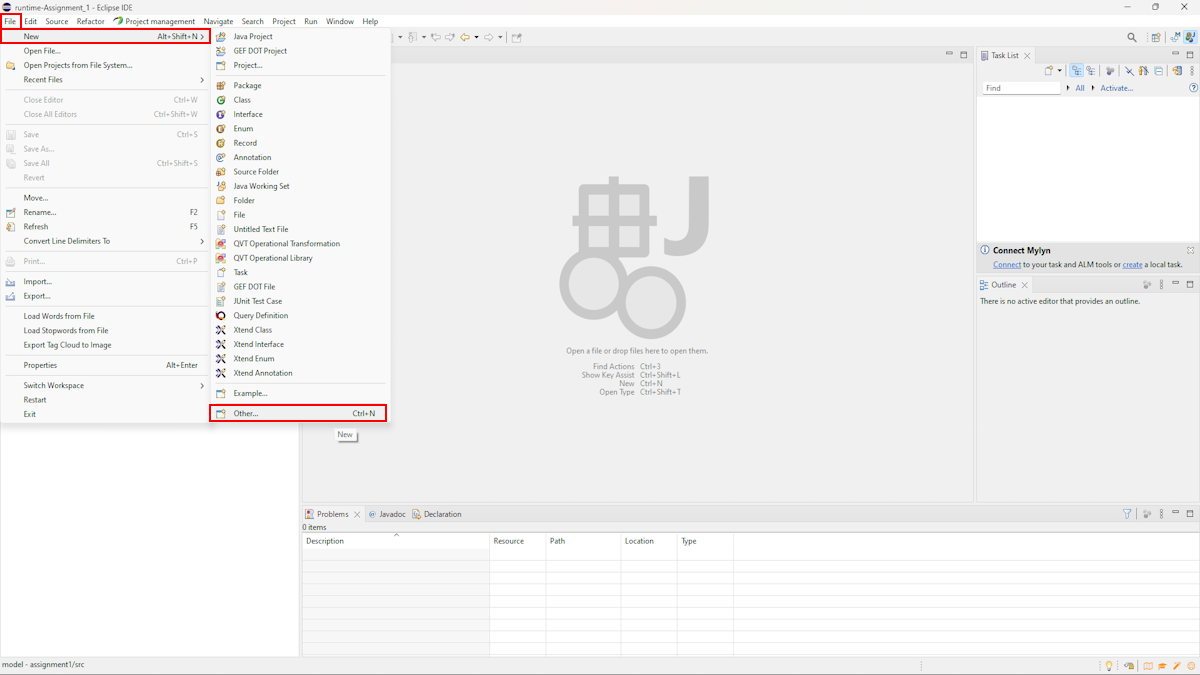 runtime-Assignment_1 - Eclipse IDE
File Edit Source Refactor Project management Navigate Search Project Run Window Help
New Alt+Shift+N
Open File...
Open Projects from File System...
Recent Files
Close Editor Ctrl+W
Close All Editors Ctrl+Shift+W
Save Ctrl+S
Save As...
Save All Ctrl+Shift+S
Revert
Move...
Rename... F2
Refresh F5
Convert Line Delimiters To
Print... Ctrl+P
Import...
Export...
Load Words from File
Load Stopwords from File
Export Tag Cloud to Image
Properties Alt+Enter
Switch Workspace
Restart
Exit
Java Project
GEF DOT Project
Project...
Package
Class
Interface
Enum
Record
Annotation
Source Folder
Java Working Set
Folder
File
Untitled Text File
QVT Operational Transformation
QVT Operational Library
Task
GEF DOT File
JUnit Test Case
Query Definition
Xtend Class
Xtend Interface
Xtend Enum
Xtend Annotation
Example...
Other... Ctrl+N
New
Open a file or drop files here to open them.
Find Actions Ctrl+3
Show Key Assist Ctrl+Shift+L
New Ctrl+N
Open Type Ctrl+Shift+T
Task List
Find All Activate...
Connect Mylyn
Connect to your task and ALM tools or create a local task.
Outline
There is no active editor that provides an outline.
Problems Javadoc Declaration
0 items
Description Resource Path Location Type
model - assignment1/src